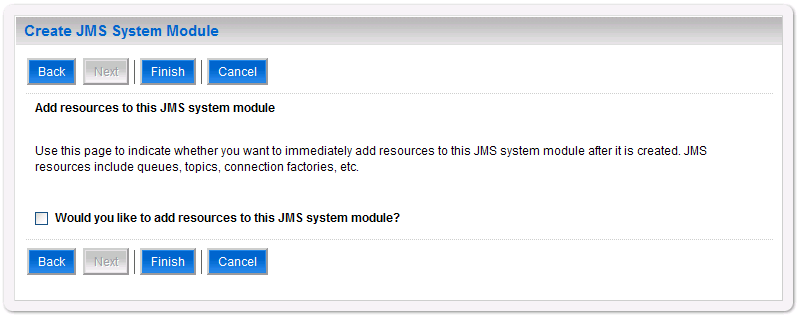 Create JMS System Module
Back Next Finish Cancel
Add resources to this JMS system module
Use this page to indicate whether you want to immediately add resources to this JMS system module after it is created. JMS
resources include queues, topics, connection factories, etc.
Would you like to add resources to this JMS system module?
Back Next Finish Cancel